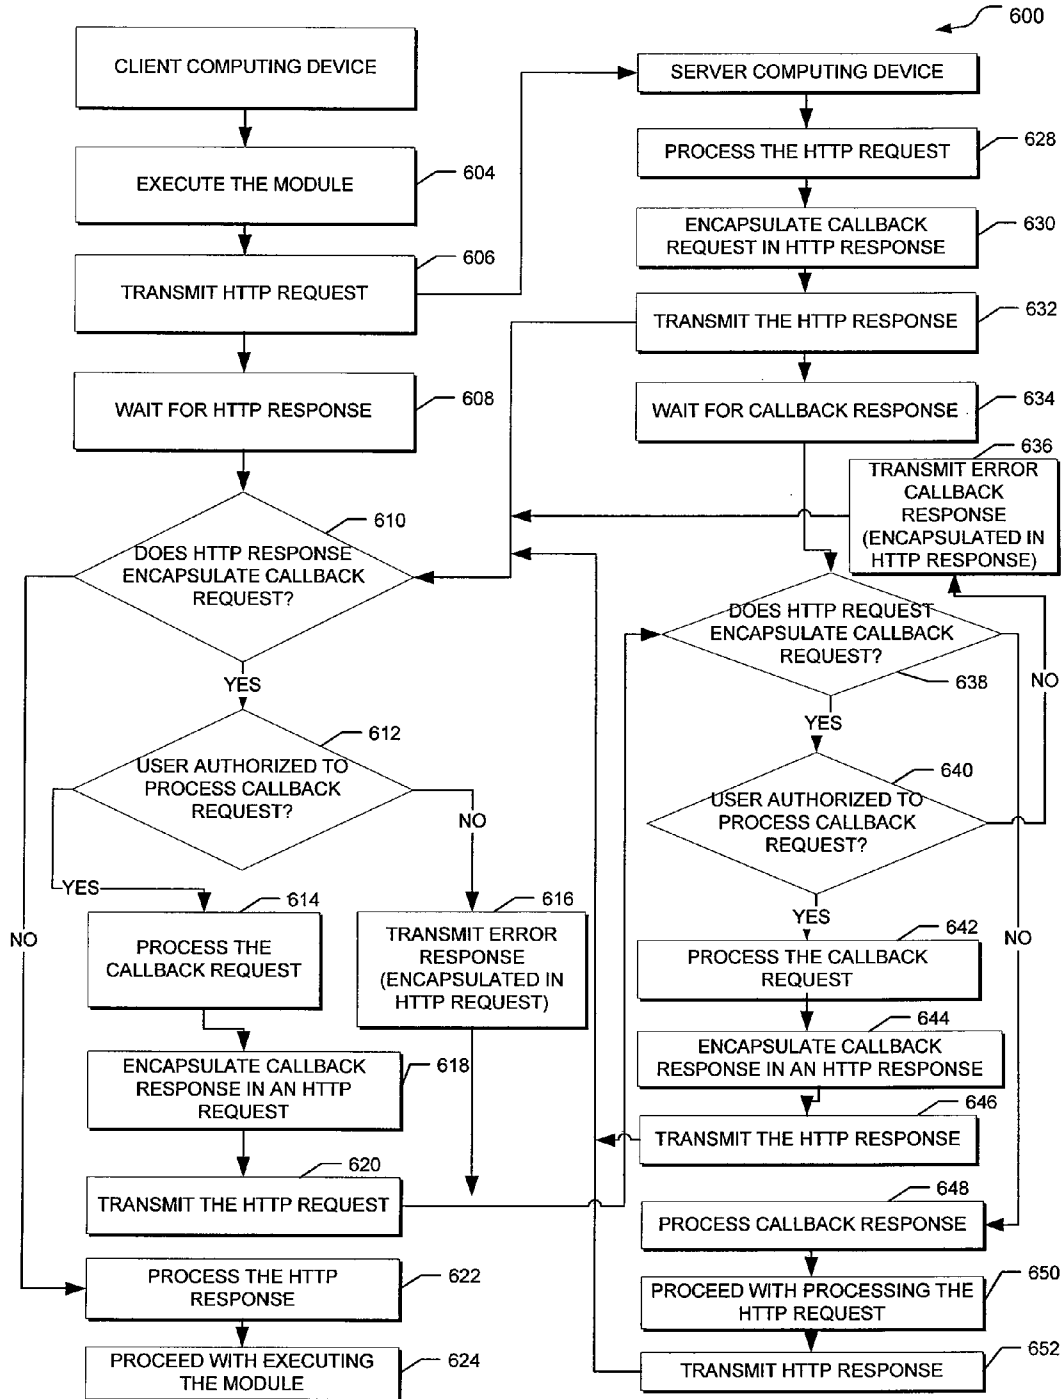 600
CLIENT COMPUTING DEVICE
EXECUTE THE MODULE
604
606
TRANSMIT HTTP REQUEST
WAIT FOR HTTP RESPONSE
608
610
DOES HTTP RESPONSE
ENCAPSULATE CALLBACK
REQUEST?
YES
612
USER AUTHORIZED TO
PROCESS CALLBACK
REQUEST?
NO
YES
614
PROCESS THE
CALLBACK REQUEST
616
TRANSMIT ERROR
RESPONSE
(ENCAPSULATED IN
HTTP REQUEST)
NO
ENCAPSULATE CALLBACK
RESPONSE IN AN HTTP
REQUEST
618
620
TRANSMIT THE HTTP REQUEST
PROCESS THE HTTP
RESPONSE
622
PROCEED WITH EXECUTING
THE MODULE
624
SERVER COMPUTING DEVICE
PROCESS THE HTTP REQUEST
628
ENCAPSULATE CALLBACK
REQUEST IN HTTP RESPONSE
630
TRANSMIT THE HTTP RESPONSE
632
WAIT FOR CALLBACK RESPONSE
634
636
TRANSMIT ERROR
CALLBACK
RESPONSE
(ENCAPSULATED IN
HTTP RESPONSE)
DOES HTTP REQUEST
ENCAPSULATE CALLBACK
REQUEST?
638
NO
YES
640
USER AUTHORIZED TO
PROCESS CALLBACK
REQUEST?
YES
642
PROCESS THE CALLBACK
REQUEST
NO
644
ENCAPSULATE CALLBACK
RESPONSE IN AN HTTP RESPONSE
646
TRANSMIT THE HTTP RESPONSE
648
PROCESS CALLBACK RESPONSE
650
PROCEED WITH PROCESSING THE
HTTP REQUEST
652
TRANSMIT HTTP RESPONSE